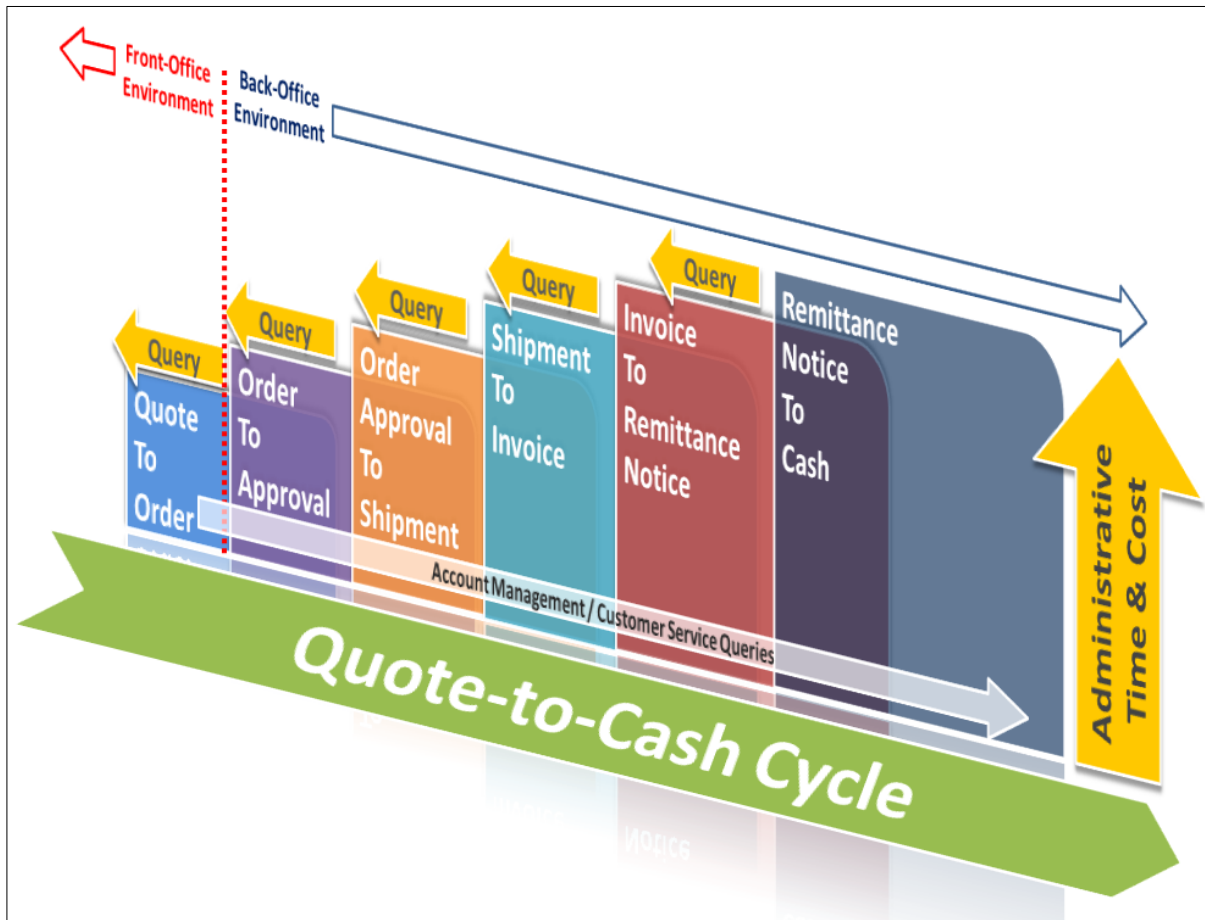 Front-Office
Environment
Back-Office
Environment
Query
Query
Query
Query
Query
Quote
To
Order
Order
To
Approval
Order
Approval
To
Shipment
Shipment
To
Invoice
Invoice
To
Remittance
Notice
Remittance
Notice
To
Cash
Account Management / Customer Service Queries
Quote-to-Cash Cycle
Administrative
Time & Cost